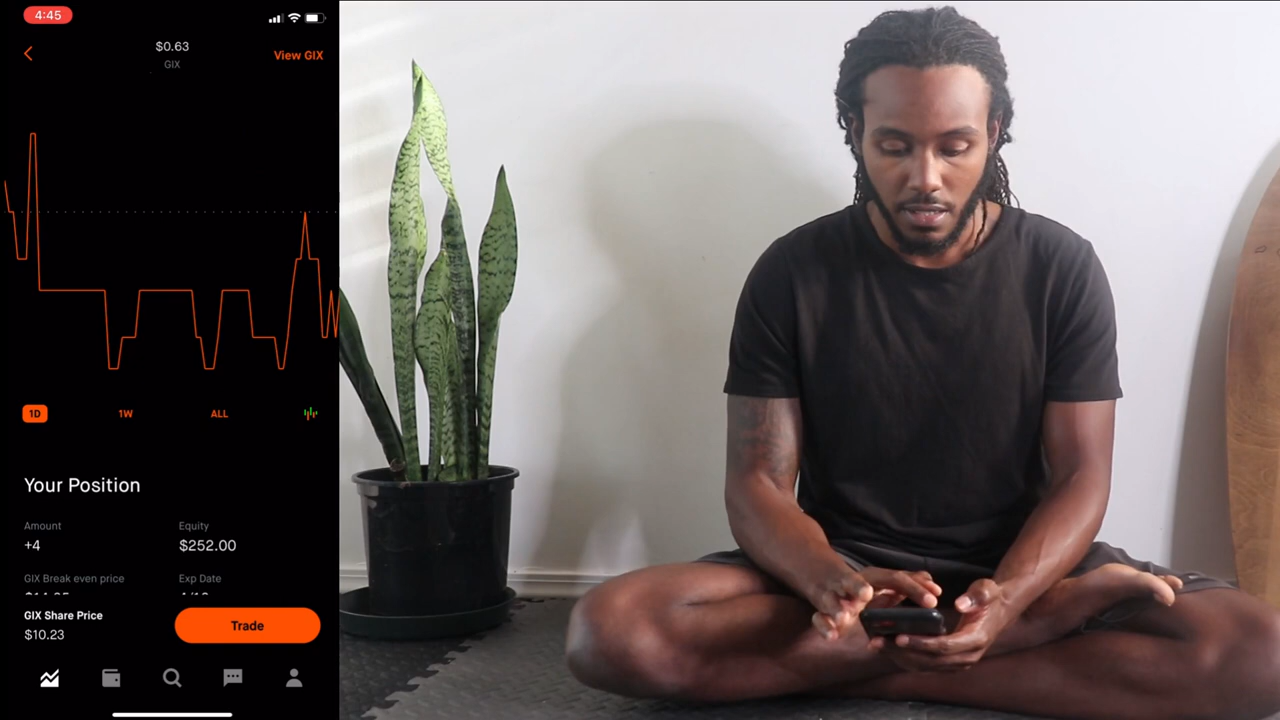 4:45
$0.63
GIX
View GIX
1D
1W
ALL
Your Position
Amount
Equity
+4
$252.00
GIX Break even price
Exp Date
GIX Share Price
$10.23
Trade